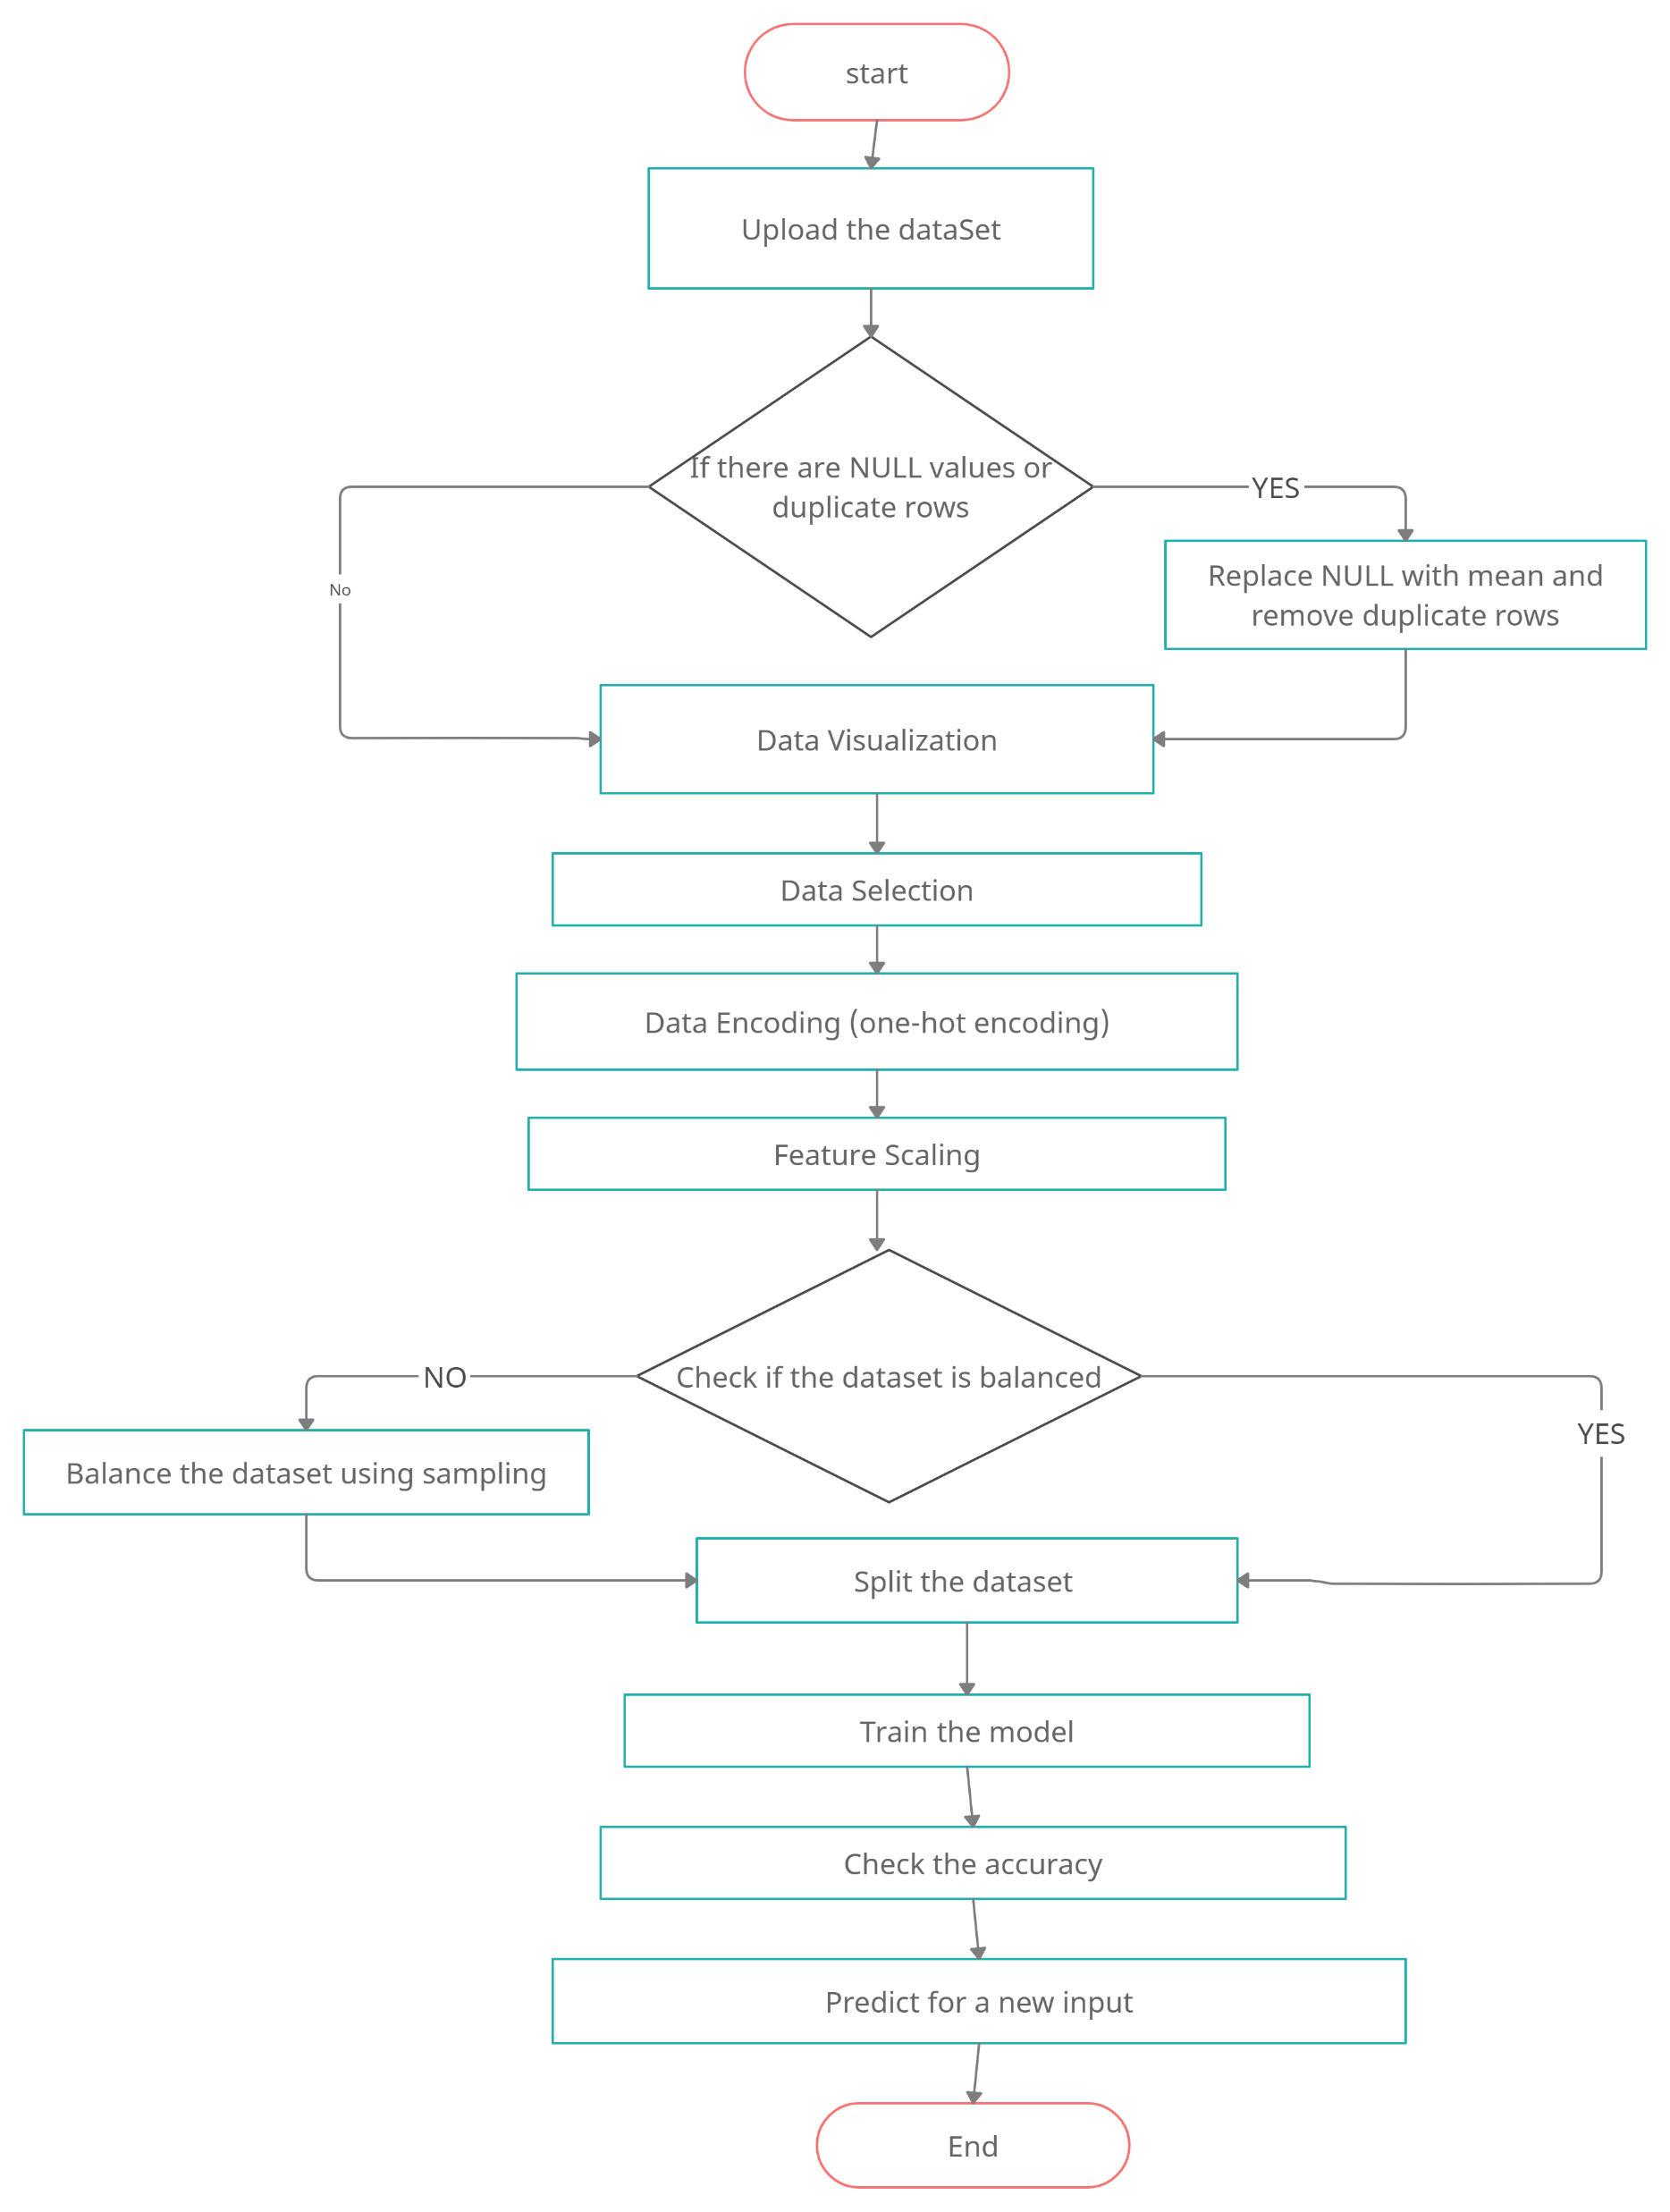 start
Upload the dataSet
If there are NULL values or
duplicate rows
YES
No
Replace NULL with mean and
remove duplicate rows
Data Visualization
Data Selection
Data Encoding (one-hot encoding)
Feature Scaling
Check if the dataset is balanced
NO
YES
Balance the dataset using sampling
Split the dataset
Train the model
Check the accuracy
Predict for a new input
End